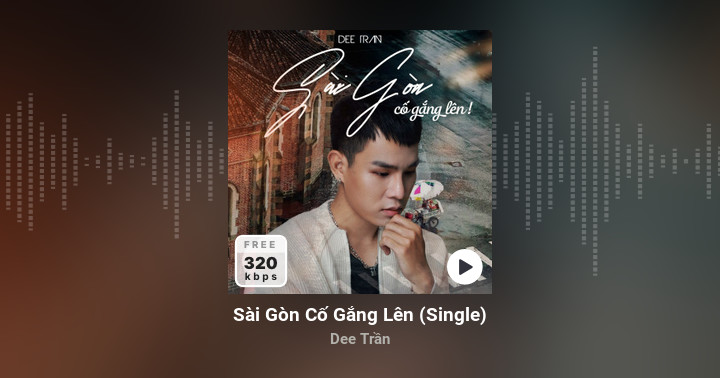 DEE TRAN
Sài Gòn
cố gắng lên!
FREE
320
kbps
Sài Gòn Cố Gắng Lên (Single)
Dee Trần